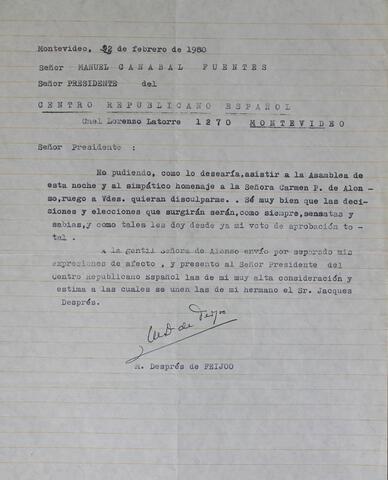 Montevideo, 22 de febrero de 1980
Señor MANUEL CANABAL FUENTES
Señor PRESIDENTE del
CENTRO REPUBLICANO ESPAÑOL
Cnel Lorenzo Latorre 1270 MONTEVIDEO
Señor Presidente :
No pudiendo, como lo desearía,asistir a la Asamblea de
esta noche y al simpático homenaje a la Señora Carmen P. de Alon-
so,ruego a Vdes. quieran disculparme. . Sé muy bien que las deci-
siones y elecciones que surgirán serán,como siempre,sensatas y
sabias,y como tales les doy desde ya mi voto de aprobación to-
tal .
A la gentil Señora de Alonso envío por separado mis
expresiones de afecto , y presento al Señor Presidente del
Centro Republicano Español las de mi muy alta consideración y
estima a las cuales se unen las de mi hermano el Sr. Jacques
Després.
M. D. de Feijoo
M. Després de FEIJOO